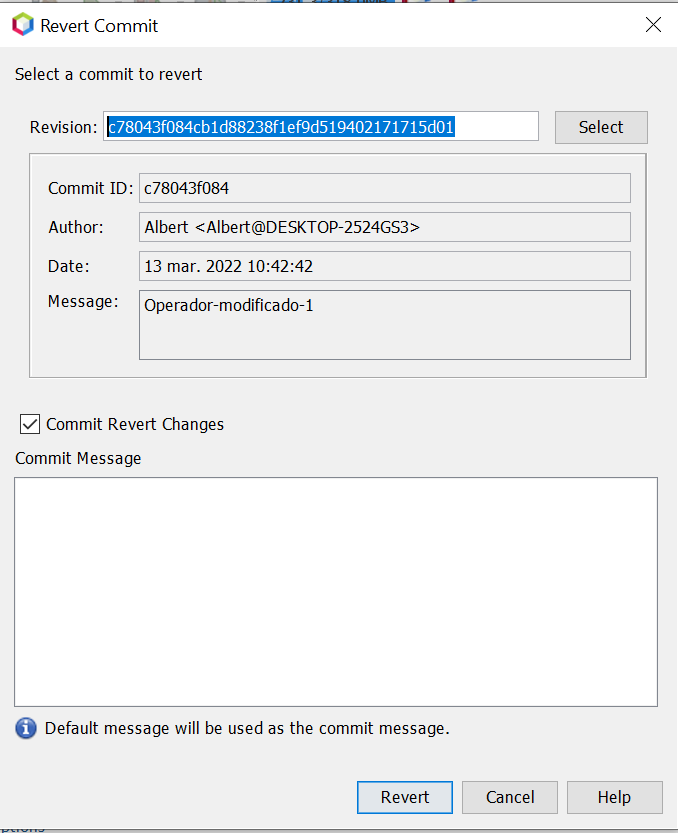 Revert Commit
Select a commit to revert
Revision: c78043f084cb1d88238f1ef9d519402171715d01 Select
Commit ID: c78043f084
Author: Albert <Albert@DESKTOP-2524GS3>
Date: 13 mar. 2022 10:42:42
Message: Operador-modificado-1
Commit Revert Changes
Commit Message
Default message will be used as the commit message.
Revert Cancel Help